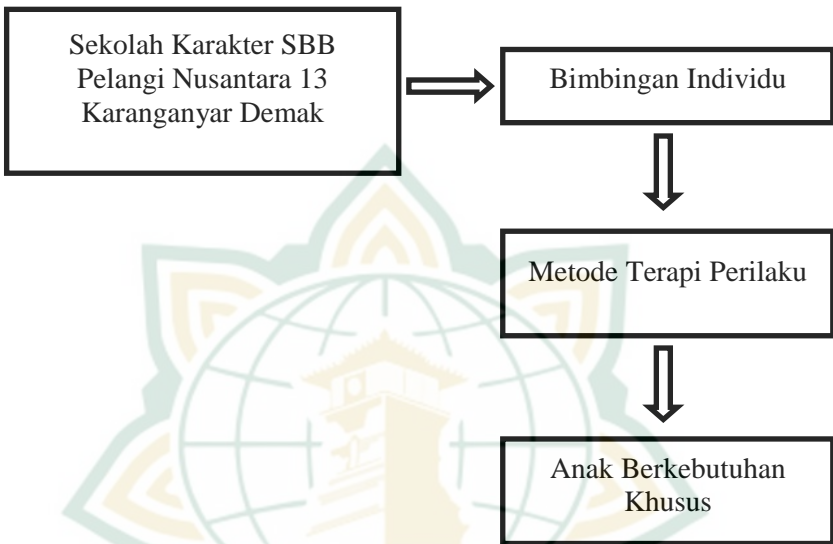 Sekolah Karakter SBB
Pelangi Nusantara 13
Karanganyar Demak
Bimbingan Individu
Metode Terapi Perilaku
Anak Berkebutuhan
Khusus